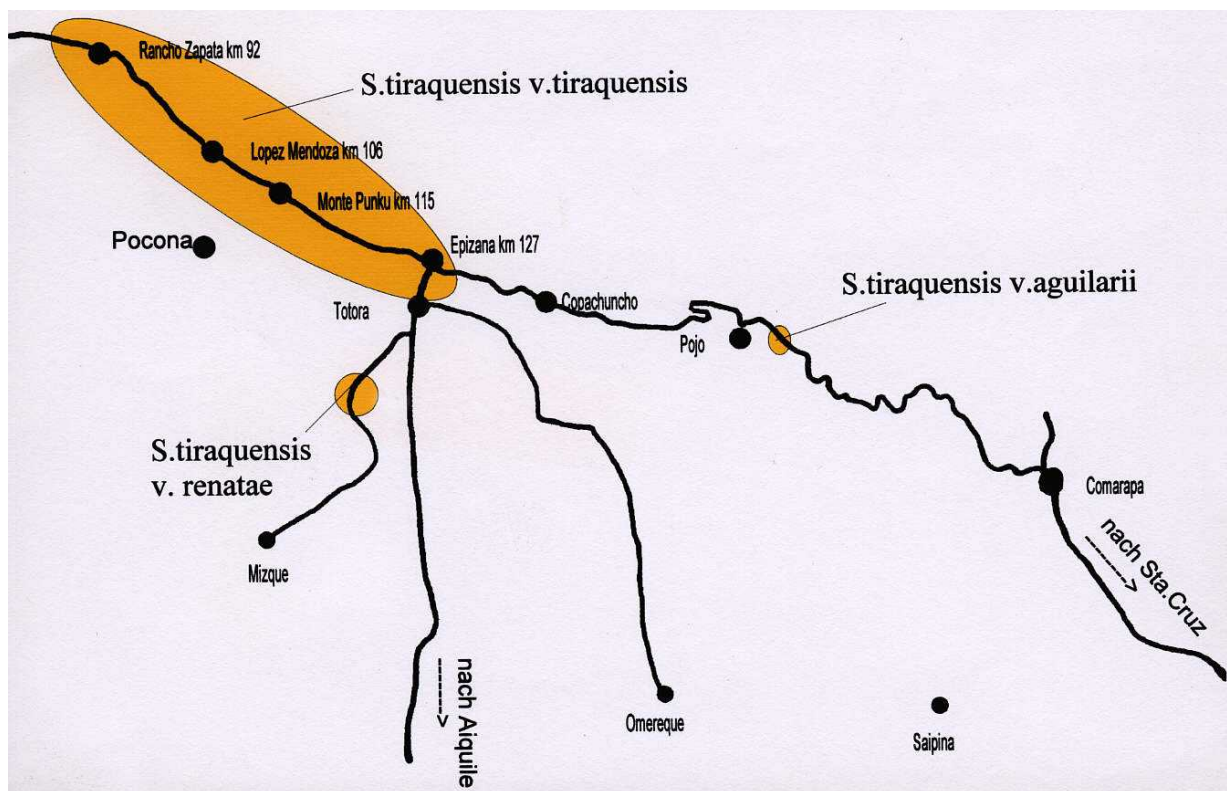 Rancho Zapata km 92
S.tiraquensis v.tiraquensis
Lopez Mendoza km 106
Monte Punku km 115
Pocona
Epizana km 127
S.tiraquensis v.aguilarii
Totora
Copachuncho
Pojo
S.tiraquensis
v. renatae
Comarapa
nach Sta.Cruz
------>
Mizque
nach Aiquile
------>
Omereque
Saipina